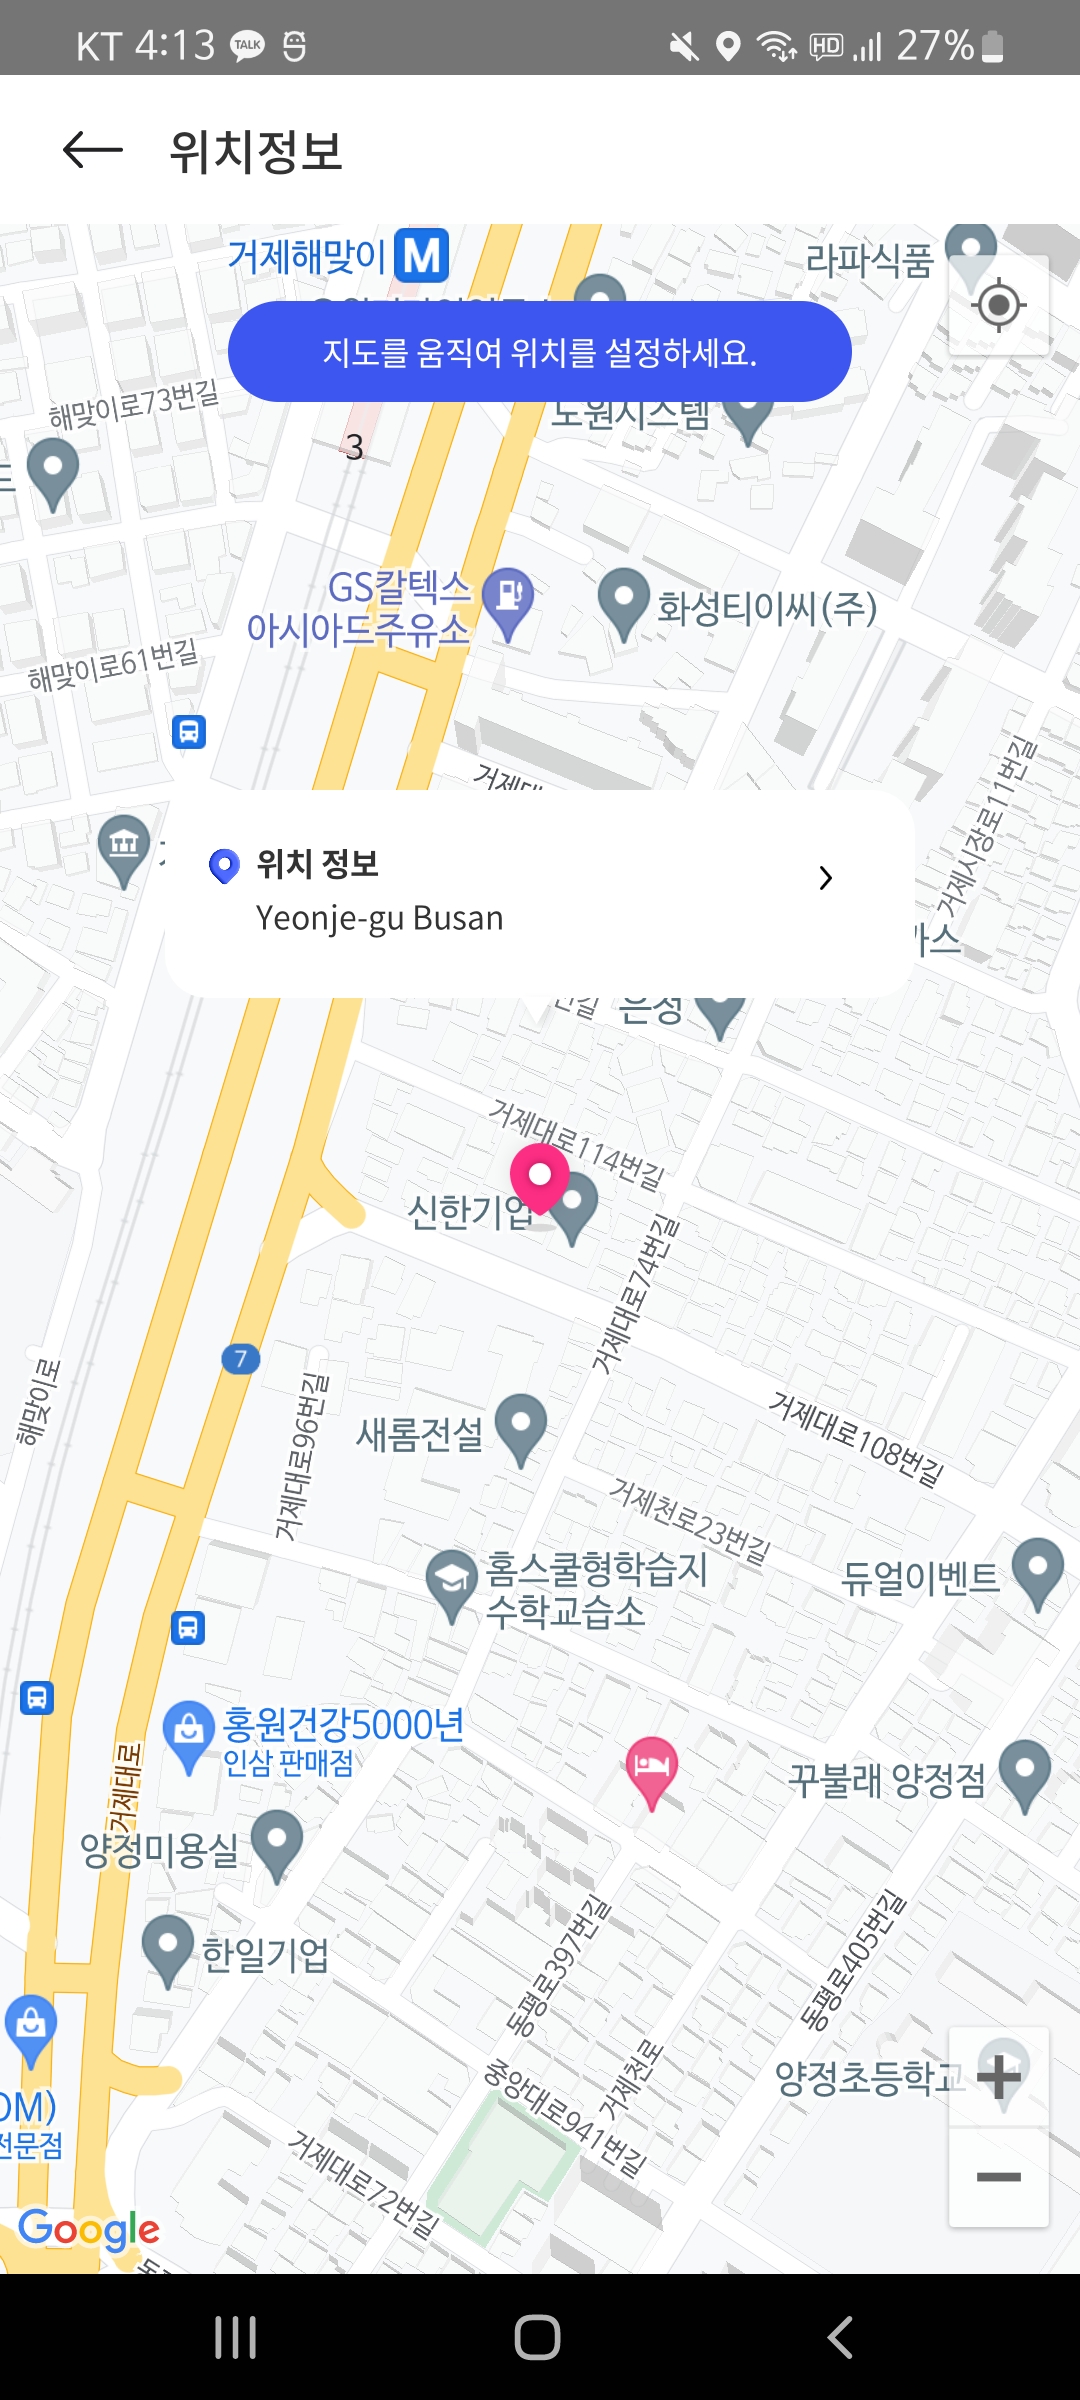 KT 4:13 TALK
HD 27%
위치정보
거제해맞이 M
라파식품
지도를 움직여 위치를 설정하세요.
해맞이로73번길
도원시스템
3
GS칼텍스
아시아드주유소
화성티이씨(주)
해맞이로61번길
거제시장로11번길
위치 정보
Yeonje-gu Busan
은정
거제대로114번길
신한기업
거제대로74번길
7
해맞이로
거제대로96번길
새롬전설
거제대로108번길
거제천로23번길
홈스쿨형학습지
수학교습소
듀얼이벤트
홍원건강5000년
인삼 판매점
거제대로
꾸불래 양정점
양정미용실
한일기업
동평로397번길
동평로405번길
양정초등학교
거제천로
중앙대로941번길
OM)
전문점
거제대로72번길
Google